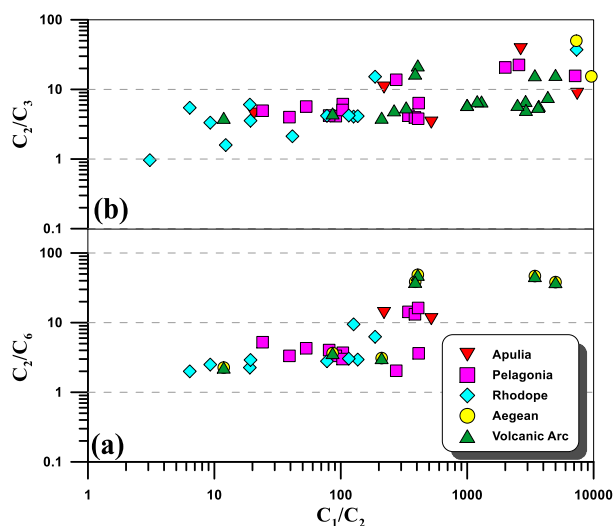 100
10
1
0.1
C₂/C₃
(b)
100
10
1
0.1
C₂/C₆
(a)
Apulia
Pelagonia
Rhodope
Aegean
Volcanic Arc
1 10 100 1000 10000
C₁/C₂